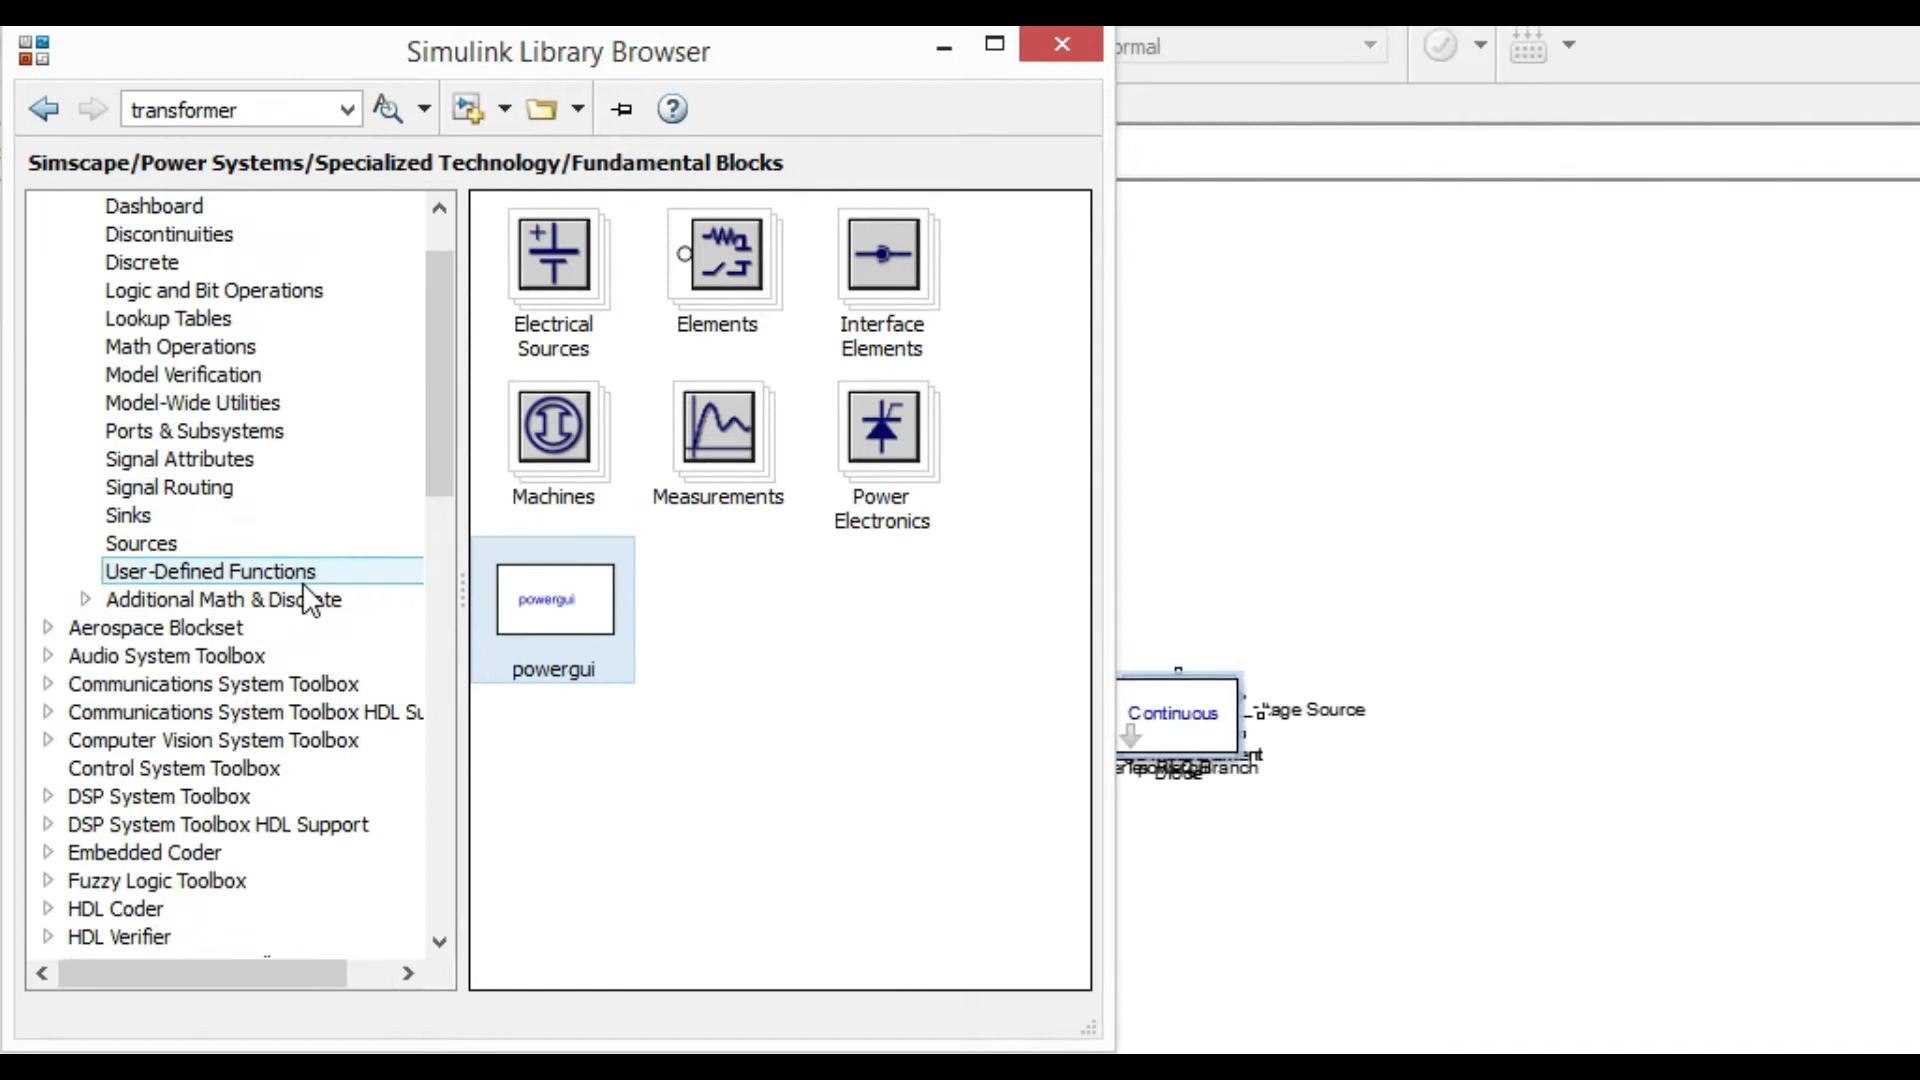 Simulink Library Browser
transformer
Simscape/Power Systems/Specialized Technology/Fundamental Blocks
Dashboard
Discontinuities
Discrete
Logic and Bit Operations
Lookup Tables
Math Operations
Model Verification
Model-Wide Utilities
Ports & Subsystems
Signal Attributes
Signal Routing
Sinks
Sources
User-Defined Functions
Additional Math &
Aerospace Blockset
Audio System Toolbox
Communications System Toolbox
Communications System Toolbox HDL Su
Computer Vision System Toolbox
Control System Toolbox
DSP System Toolbox
DSP System Toolbox HDL Support
Embedded Coder
Fuzzy Logic Toolbox
HDL Coder
HDL Verifier
Electrical
Sources
Elements
Interface
Elements
Machines
Measurements
Power
Electronics
powergui
powergui
ormal
Continuous
age Source
Branch
Diode